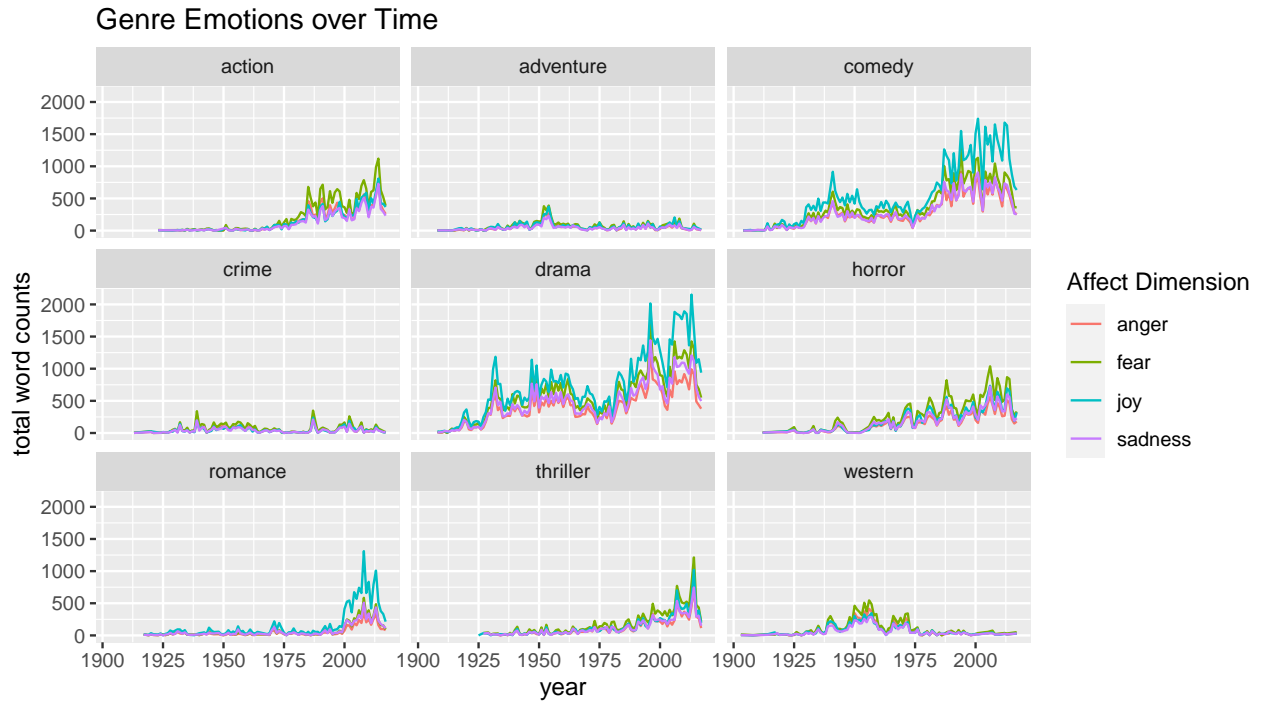 Genre Emotions over Time
action adventure comedy
2000
1500
1000
500
0
crime drama horror
2000
1500
1000
500
0
romance thriller western
2000
1500
1000
500
0
1900 1925 1950 1975 2000 1900 1925 1950 1975 2000 1900 1925 1950 1975 2000
year
total word counts
Affect Dimension
anger
fear
joy
sadness